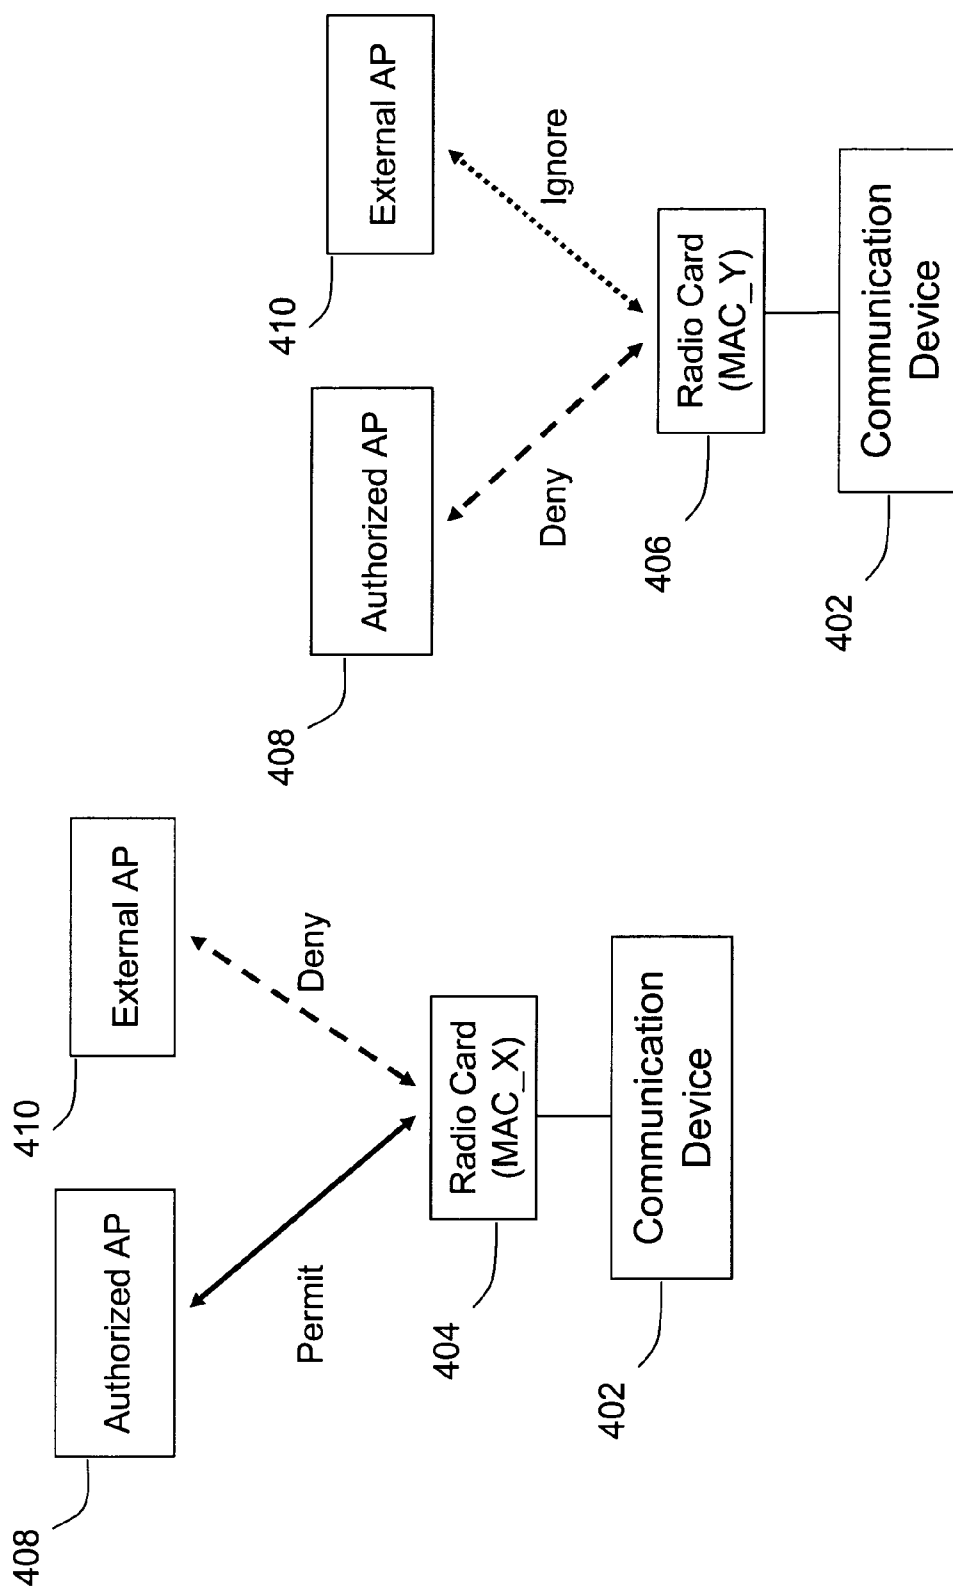 408
Authorized AP
410
External AP
Permit
Deny
404
Radio Card
(MAC_X)
402
Communication
Device
408
Authorized AP
410
External AP
Deny
Ignore
406
Radio Card
(MAC_Y)
402
Communication
Device